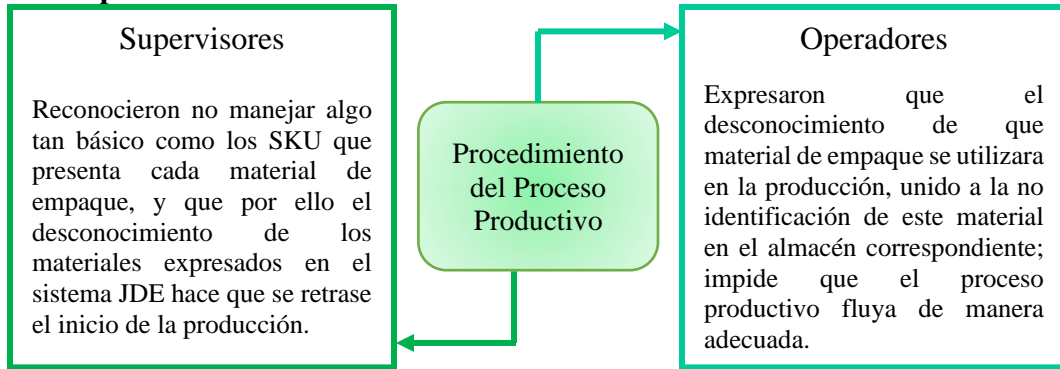 Supervisores
Reconocieron no manejar algo
tan básico como los SKU que
presenta cada material de
empaque, y que por ello el
desconocimiento de los
materiales expresados en el
sistema JDE hace que se retrase
el inicio de la producción.
Procedimiento
del Proceso
Productivo
Operadores
Expresaron que el
desconocimiento de que
material de empaque se utilizara
en la producción, unido a la no
identificación de este material
en el almacén correspondiente;
impide que el proceso
productivo fluya de manera
adecuada.